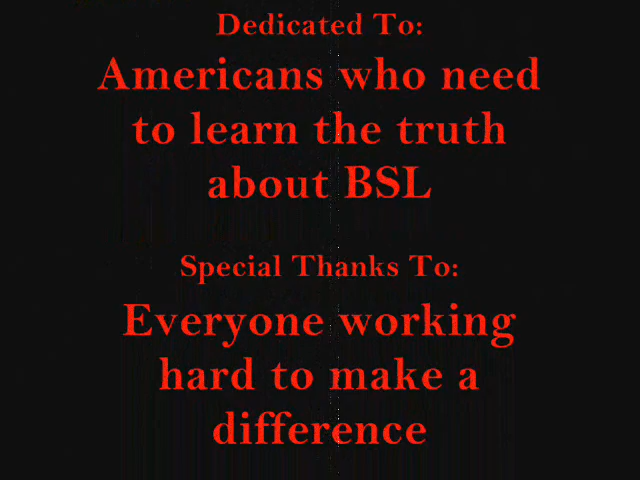 Dedicated To:
Americans who need
to learn the truth
about BSL
Special Thanks To:
Everyone working
hard to make a
difference